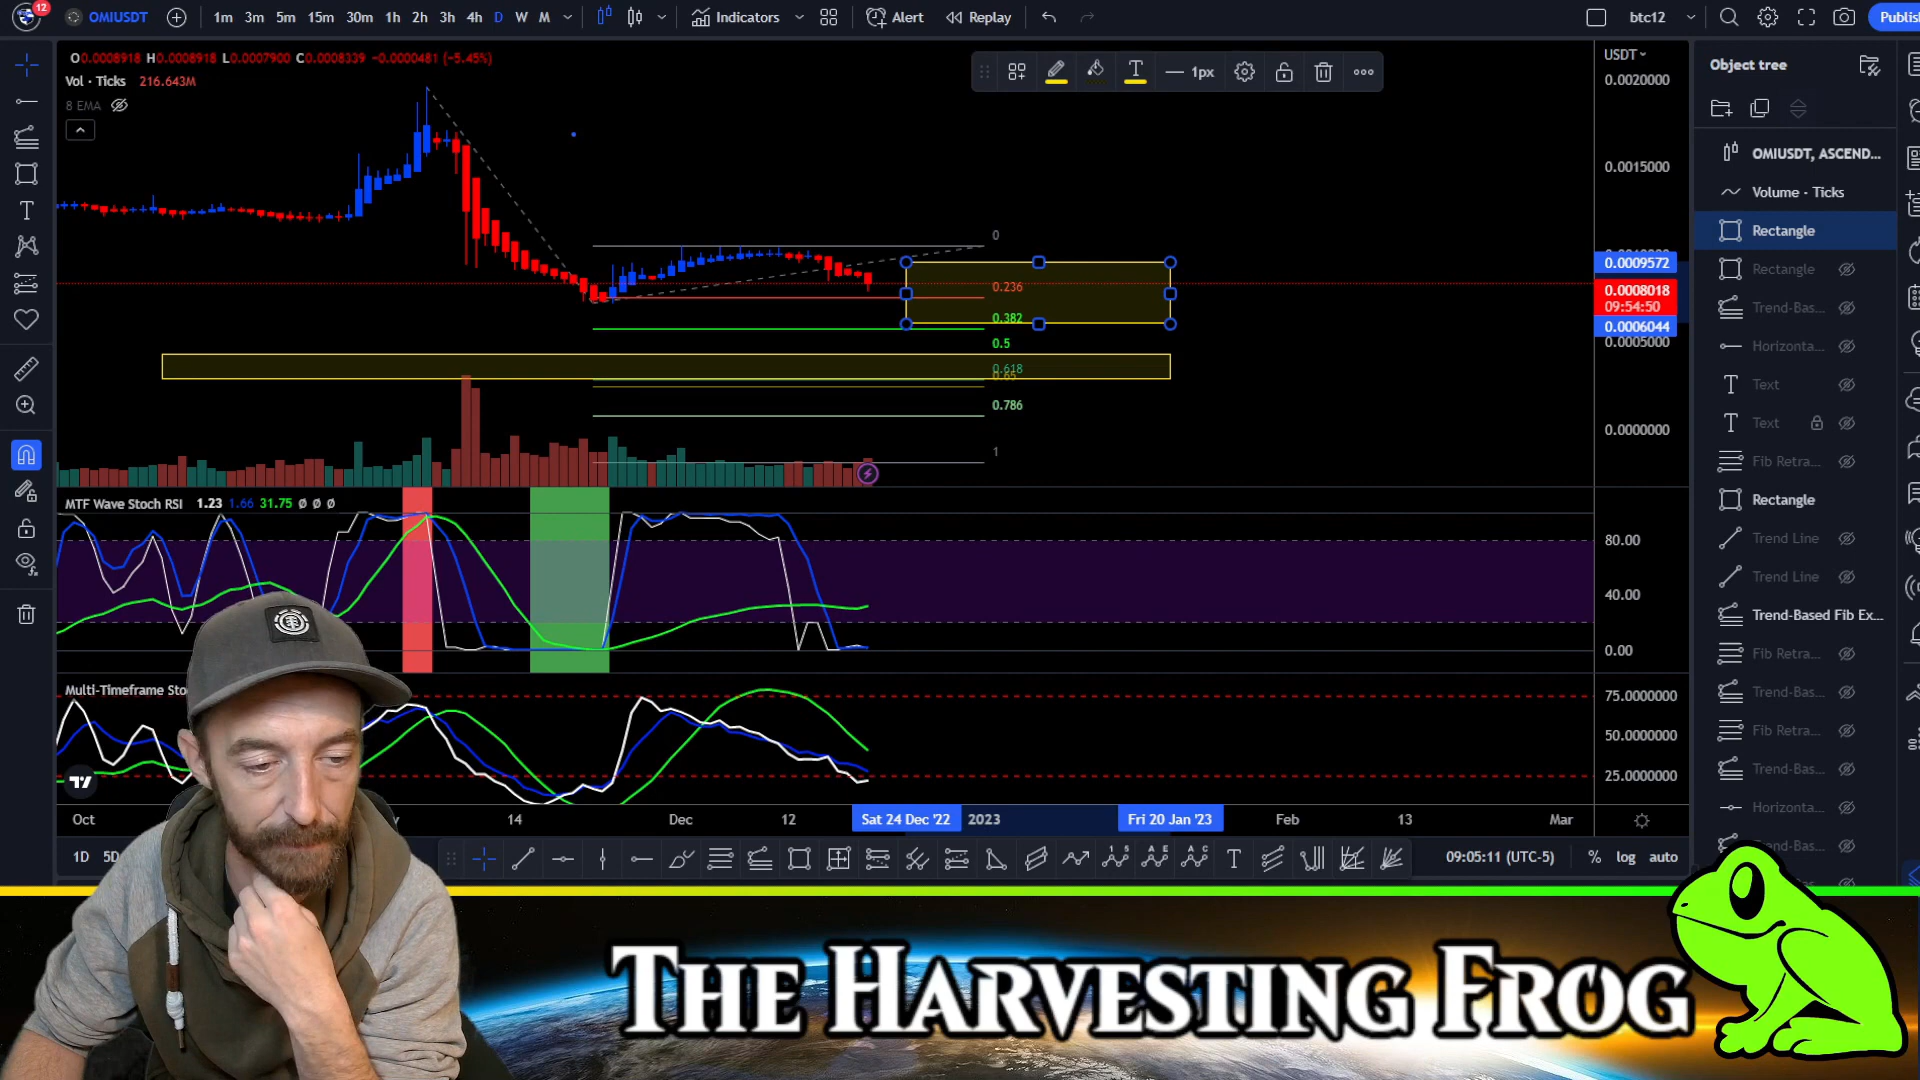 12
OMIUSDT
1m 3m 5m 15m 30m 1h 2h 3h 4h D W M
Indicators
Alert
Replay
btc12
Publis
O0.0008918 H0.0008918 L0.0007900 C0.0008339 -0.0000481 (-5.45%)
Vol · Ticks 216.643M
8 EMA
T
1px
USDT
0.0020000
0.0015000
0.0009572
0.0008018
09:54:50
0.0006044
0.0005000
0.0000000
0
0.236
0.382
0.5
0.618
0.65
0.786
1
MTF Wave Stoch RSI 1.23 1.66 31.75 Ø Ø Ø
80.00
40.00
0.00
Multi-Timeframe Sto
75.0000000
50.0000000
25.0000000
Oct
14
Dec
12
Sat 24 Dec '22
2023
Fri 20 Jan '23
Feb
13
Mar
1D 5D
09:05:11 (UTC-5)
% log auto
Object tree
OMIUSDT, ASCEND...
Volume · Ticks
Rectangle
Rectangle
Trend-Bas...
Horizonta...
Text
Text
Fib Retra...
Rectangle
Trend Line
Trend Line
Trend-Based Fib Ex...
Fib Retra...
Trend-Bas...
Fib Retra...
Trend-Bas...
Horizonta...
Trend-Bas...
The Harvesting Frog